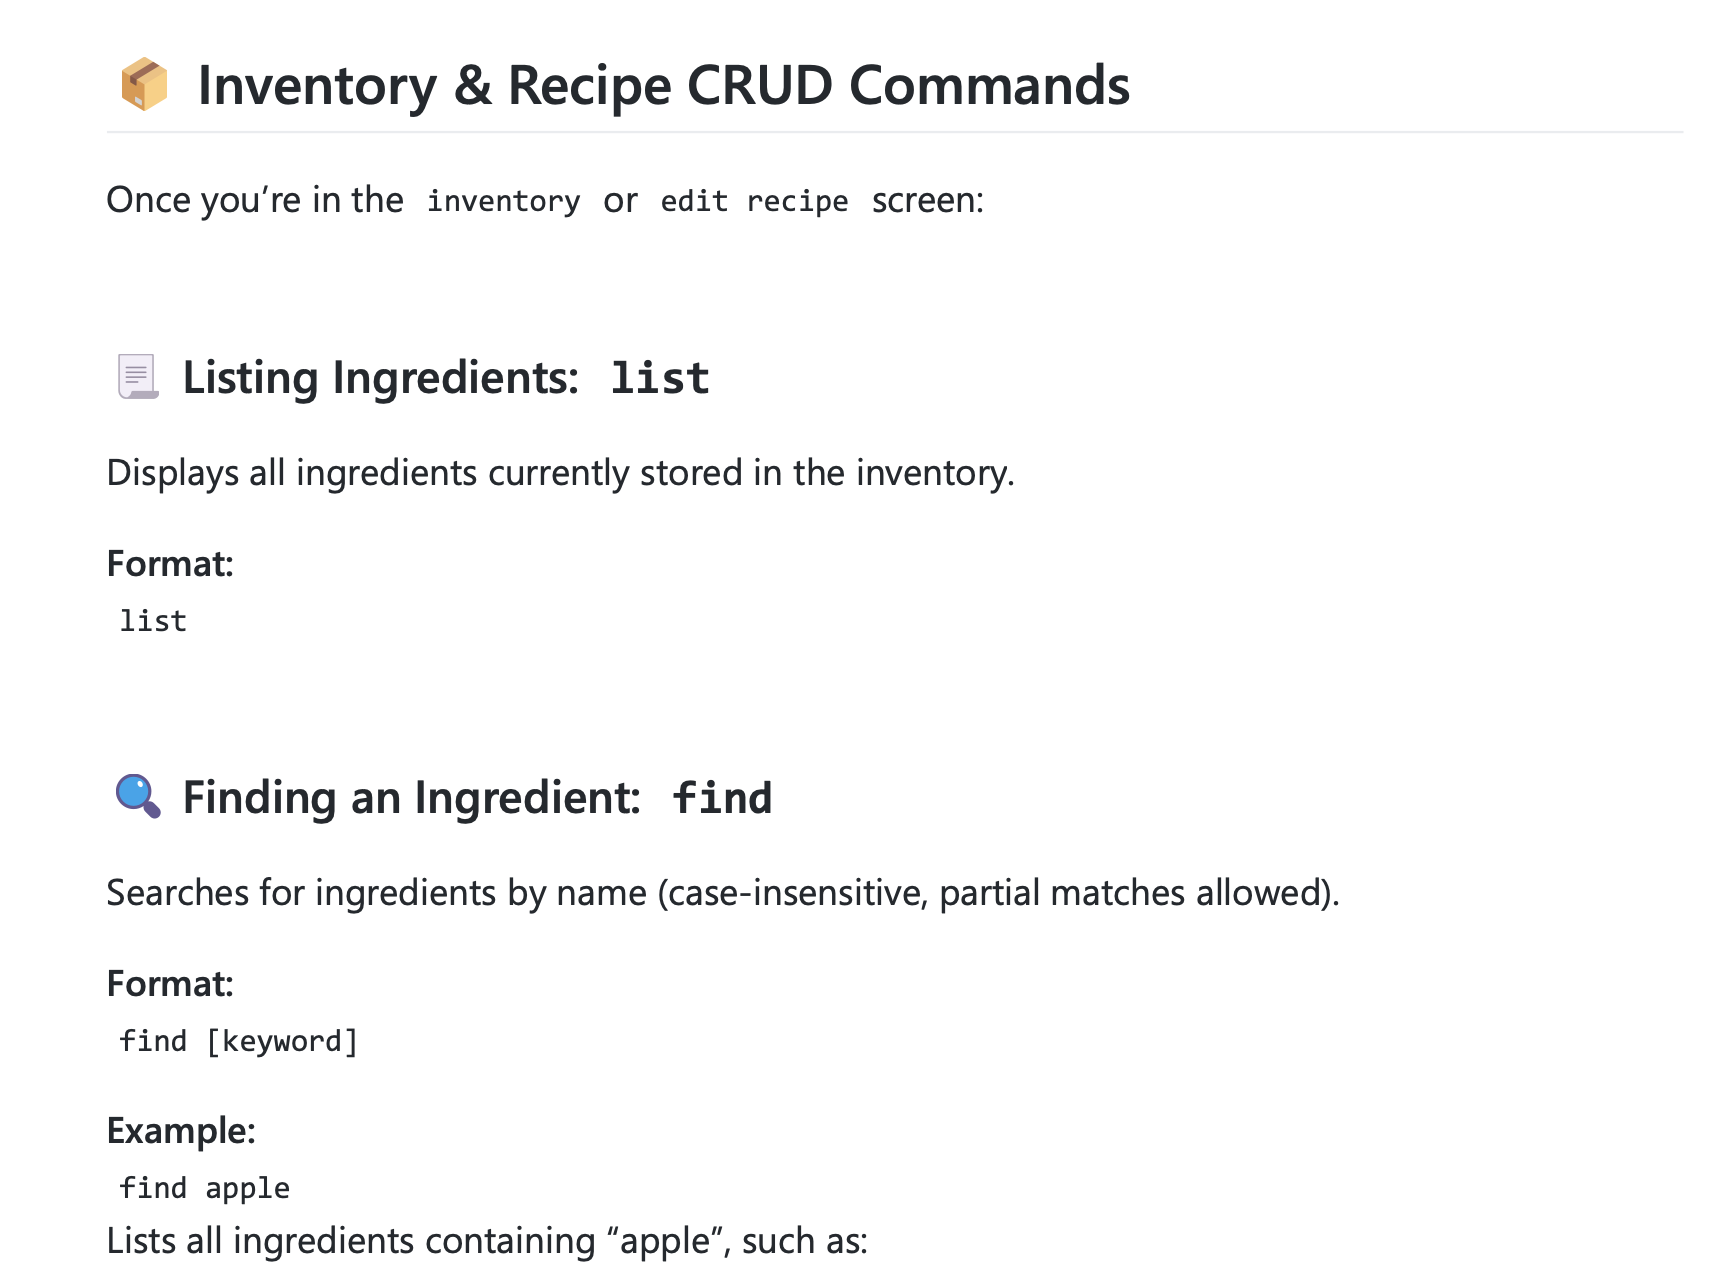 Inventory & Recipe CRUD Commands
Once you’re in the inventory or edit recipe screen:
Listing Ingredients: list
Displays all ingredients currently stored in the inventory.
Format:
list
Finding an Ingredient: find
Searches for ingredients by name (case-insensitive, partial matches allowed).
Format:
find [keyword]
Example:
find apple
Lists all ingredients containing “apple”, such as: